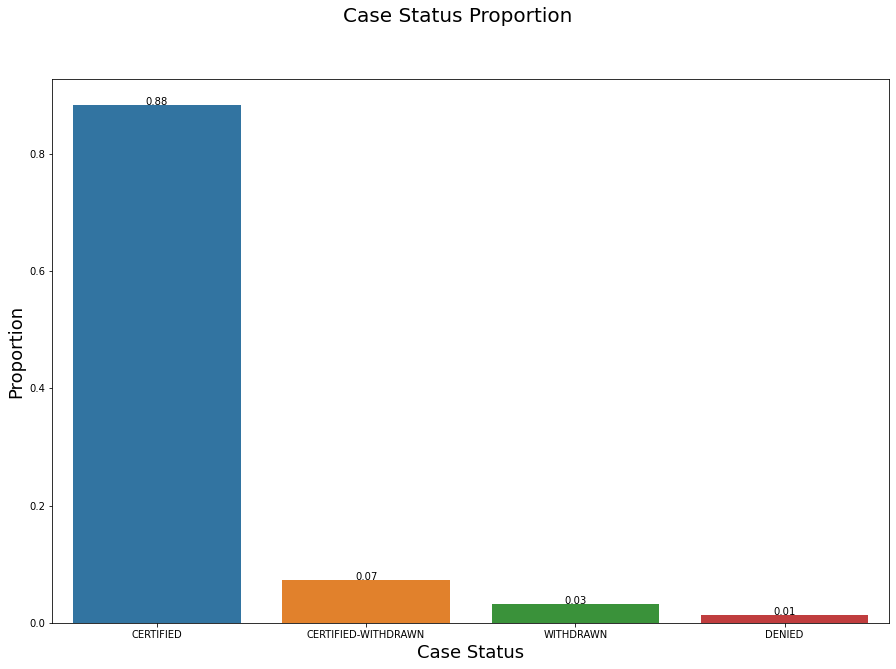 Case Status Proportion
0.88
0.8
0.6
Proportion
0.4
0.2
0.07
0.03
0.01
0.0
CERTIFIED CERTIFIED-WITHDRAWN WITHDRAWN DENIED
Case Status